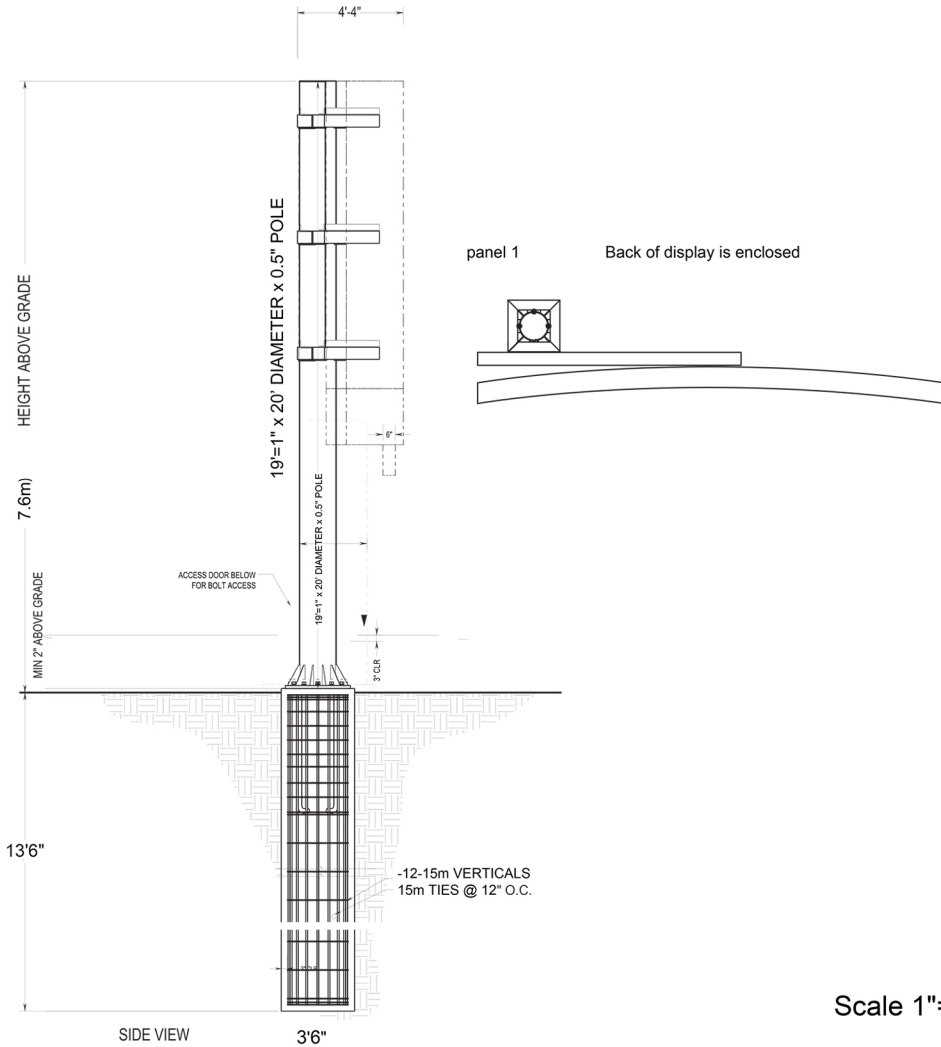 4'-4"
HEIGHT ABOVE GRADE
19'=1" x 20' DIAMETER x 0.5" POLE
panel 1
Back of display is enclosed
6"
7.6m)
19'=1" x 20' DIAMETER x 0.5" POLE
ACCESS DOOR BELOW
FOR BOLT ACCESS
MIN 2" ABOVE GRADE
3" CLR
13'6"
-12-15m VERTICALS
15m TIES @ 12" O.C.
SIDE VIEW
3'6"
Scale 1"=